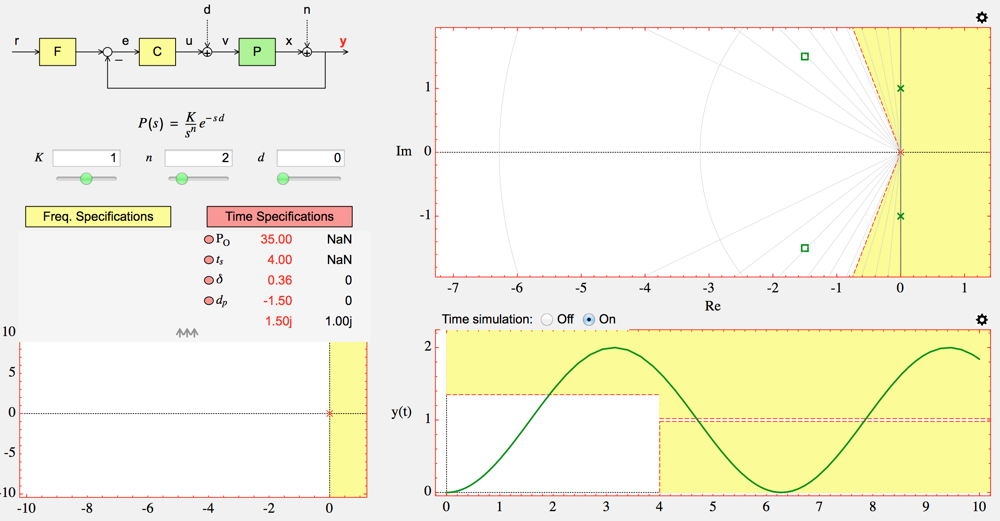 d n
r F e C u + v P x + y
−
P(s) = K/sⁿ e^{−sd}
K 1 n 2 d 0
Freq. Specifications Time Specifications
P_O 35.00 NaN
t_s 4.00 NaN
δ 0.36 0
d_p -1.50 0
1.50j 1.00j
10
5
0
-5
-10
-10 -8 -6 -4 -2 0
1
Im 0
-1
-7 -6 -5 -4 -3 -2 -1 0 1
Re
Time simulation: Off On
2
y(t) 1
0
0 1 2 3 4 5 6 7 8 9 10